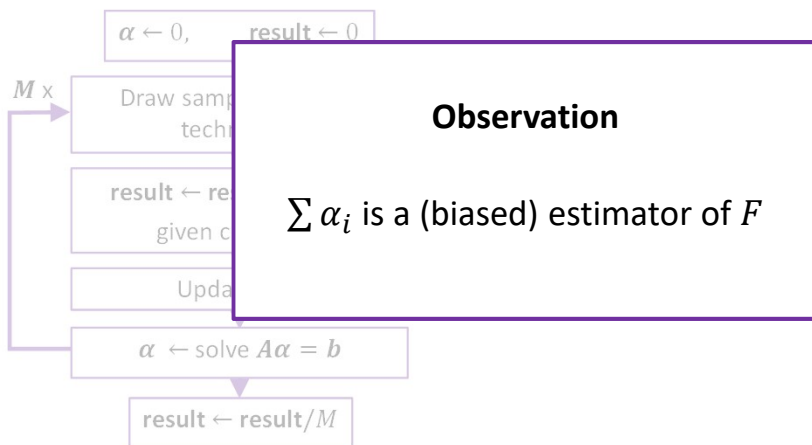 α ← 0, result ← 0
M x
Draw samp
techn
result ← res
given c
Upda
α ← solve Aα = b
result ← result/M
Observation
∑ α_i is a (biased) estimator of F